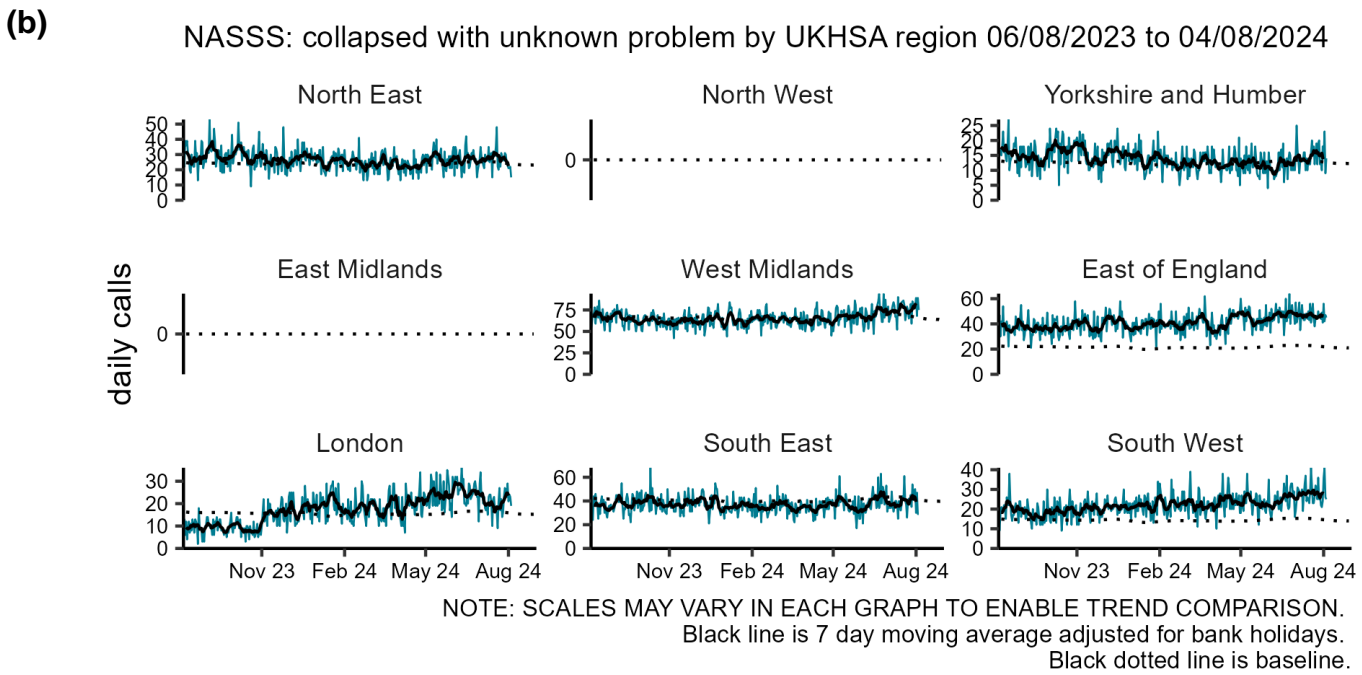 (b)
NASSS: collapsed with unknown problem by UKHSA region 06/08/2023 to 04/08/2024
North East
North West
Yorkshire and Humber
50
40
30
20
10
0
0
25
20
15
10
5
0
daily calls
East Midlands
West Midlands
East of England
0
75
50
25
0
60
40
20
0
London
South East
South West
30
20
10
0
60
40
20
0
40
30
20
10
0
Nov 23 Feb 24 May 24 Aug 24
Nov 23 Feb 24 May 24 Aug 24
Nov 23 Feb 24 May 24 Aug 24
NOTE: SCALES MAY VARY IN EACH GRAPH TO ENABLE TREND COMPARISON.
Black line is 7 day moving average adjusted for bank holidays.
Black dotted line is baseline.